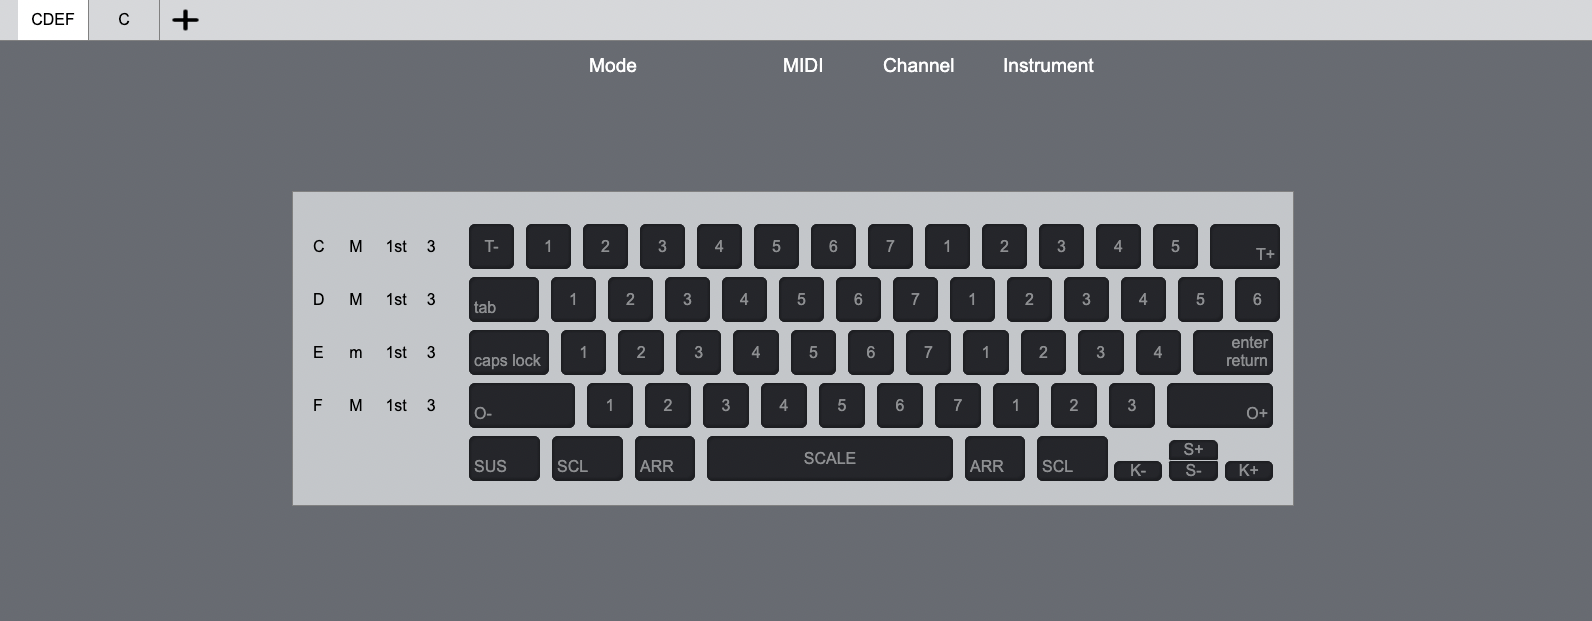 CDEF C +
Mode MIDI Channel Instrument
C M 1st 3 T- 1 2 3 4 5 6 7 1 2 3 4 5 T+
D M 1st 3 tab 1 2 3 4 5 6 7 1 2 3 4 5 6
E m 1st 3 caps lock 1 2 3 4 5 6 7 1 2 3 4 enter
return
F M 1st 3 O- 1 2 3 4 5 6 7 1 2 3 O+
SUS SCL ARR SCALE ARR SCL K- S+ S- K+